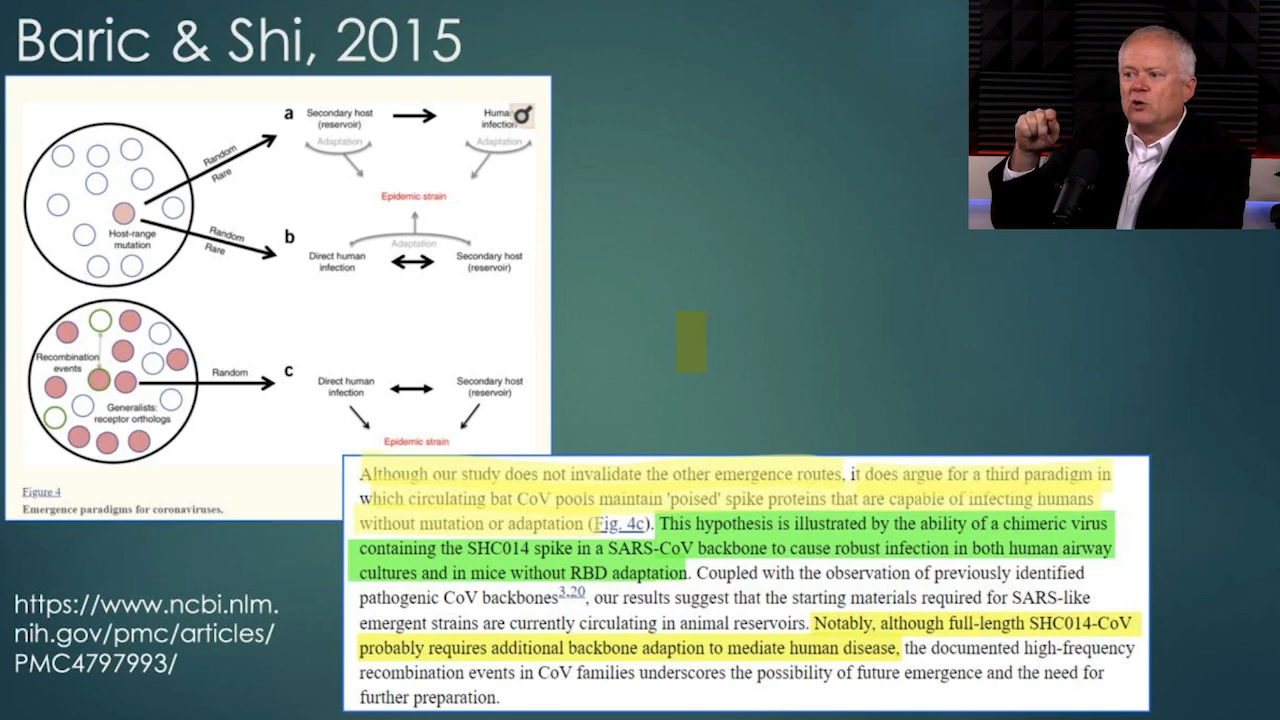 Baric & Shi, 2015
a
Secondary host
(reservoir)
Human
infection
Adaptation
Adaptation
Random
Rare
Epidemic strain
Host-range
mutation
Random
Rare
b
Adaptation
Direct human
infection
Secondary host
(reservoir)
Recombination
events
Random
c
Direct human
infection
Secondary host
(reservoir)
Generalists:
receptor orthologs
Epidemic strain
Figure 4
Emergence paradigms for coronaviruses.
Although our study does not invalidate the other emergence routes, it does argue for a third paradigm in
which circulating bat CoV pools maintain 'poised' spike proteins that are capable of infecting humans
without mutation or adaptation (Fig. 4c). This hypothesis is illustrated by the ability of a chimeric virus
containing the SHC014 spike in a SARS-CoV backbone to cause robust infection in both human airway
cultures and in mice without RBD adaptation. Coupled with the observation of previously identified
pathogenic CoV backbones3,20, our results suggest that the starting materials required for SARS-like
emergent strains are currently circulating in animal reservoirs. Notably, although full-length SHC014-CoV
probably requires additional backbone adaption to mediate human disease, the documented high-frequency
recombination events in CoV families underscores the possibility of future emergence and the need for
further preparation.
https://www.ncbi.nlm.
nih.gov/pmc/articles/
PMC4797993/